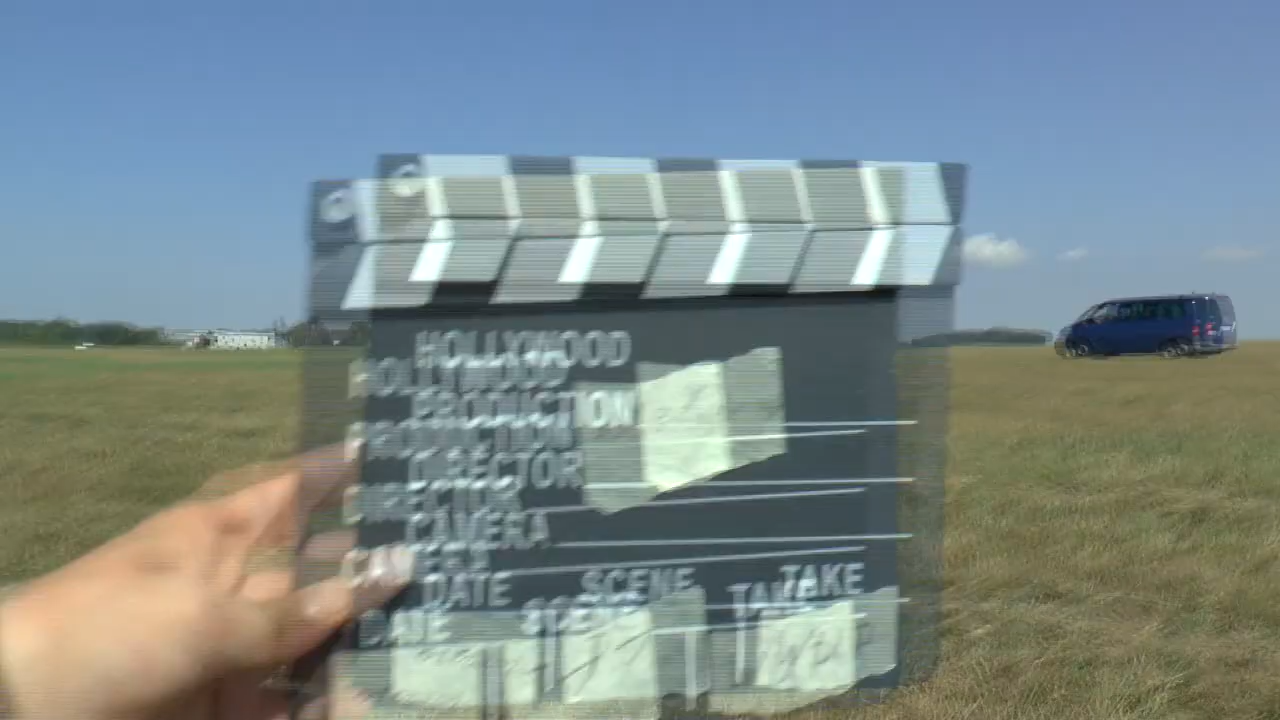 HOLLYWOOD
PRODUCTION
DIRECTOR
CAMERA
DATE SCENE TAKE